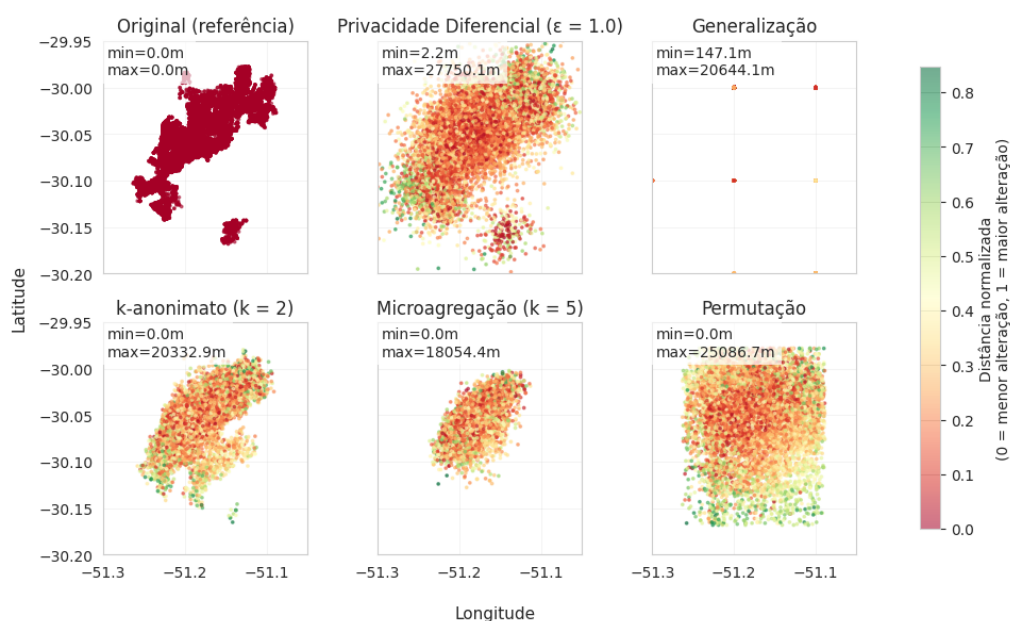 Original (referência)
min=0.0m
max=0.0m
Privacidade Diferencial (ε = 1.0)
min=2.2m
max=27750.1m
Generalização
min=147.1m
max=20644.1m
−29.95
−30.00
−30.05
−30.10
−30.15
−30.20
k-anonimato (k = 2)
min=0.0m
max=20332.9m
Microagregação (k = 5)
min=0.0m
max=18054.4m
Permutação
min=0.0m
max=25086.7m
−29.95
−30.00
−30.05
−30.10
−30.15
−30.20
−51.3
−51.2
−51.1
−51.3
−51.2
−51.1
−51.3
−51.2
−51.1
Latitude
Longitude
0.8
0.7
0.6
0.5
0.4
0.3
0.2
0.1
0.0
Distância normalizada
(0 = menor alteração, 1 = maior alteração)